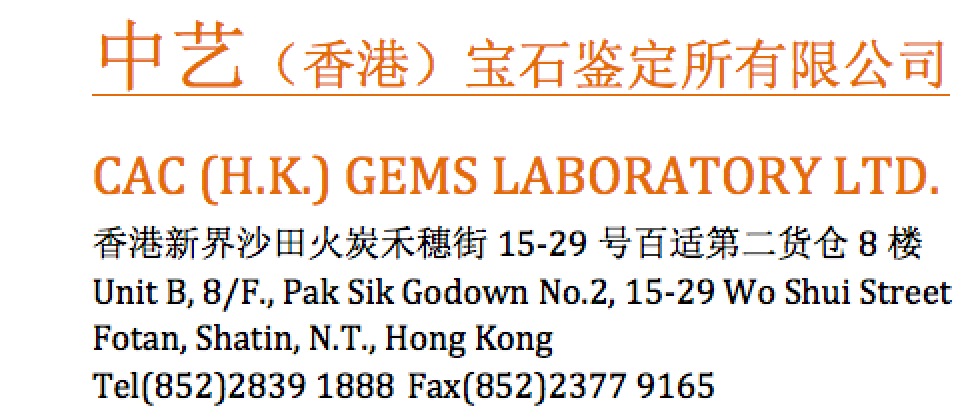 中艺（香港）宝石鉴定所有限公司
CAC (H.K.) GEMS LABORATORY LTD.
香港新界沙田火炭禾穗街 15-29 号百适第二货仓 8 楼
Unit B, 8/F., Pak Sik Godown No.2, 15-29 Wo Shui Street
Fotan, Shatin, N.T., Hong Kong
Tel(852)2839 1888 Fax(852)2377 9165